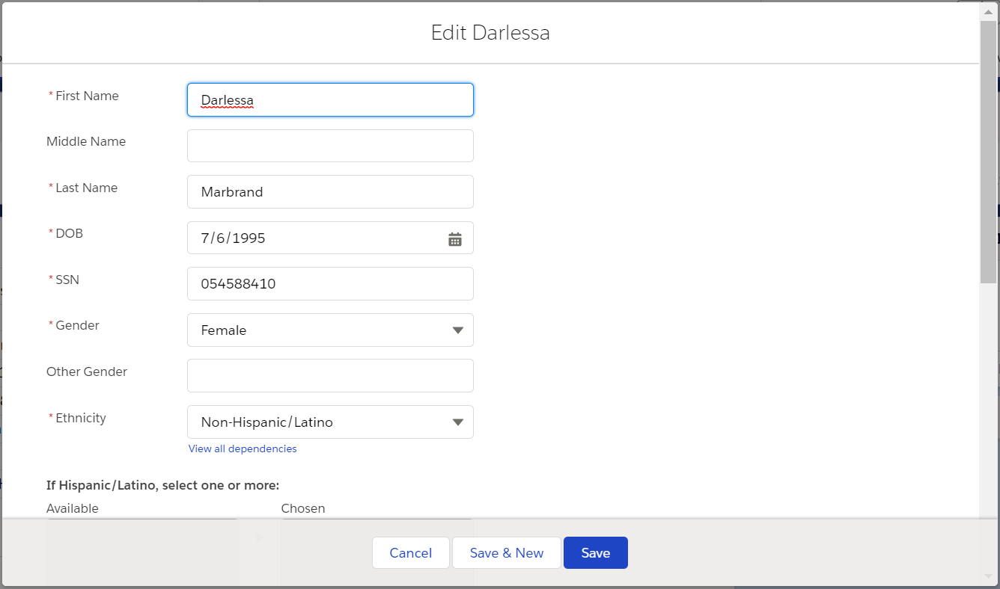 Edit Darlessa
* First Name
Darlessa
Middle Name
* Last Name
Marbrand
* DOB
7/6/1995
* SSN
054588410
* Gender
Female
Other Gender
* Ethnicity
Non-Hispanic/Latino
View all dependencies
If Hispanic/Latino, select one or more:
Available Chosen
Cancel Save & New Save